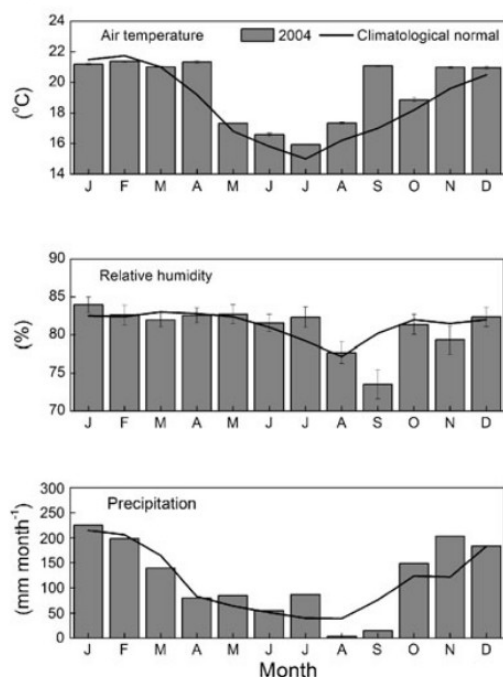 Air temperature 2004 Climatological normal
24
22
20
18
16
14
(°C)
J F M A M J J A S O N D
Relative humidity
90
85
80
75
70
(%)
J F M A M J J A S O N D
Precipitation
300
250
200
150
100
50
0
(mm month⁻¹)
J F M A M J J A S O N D
Month